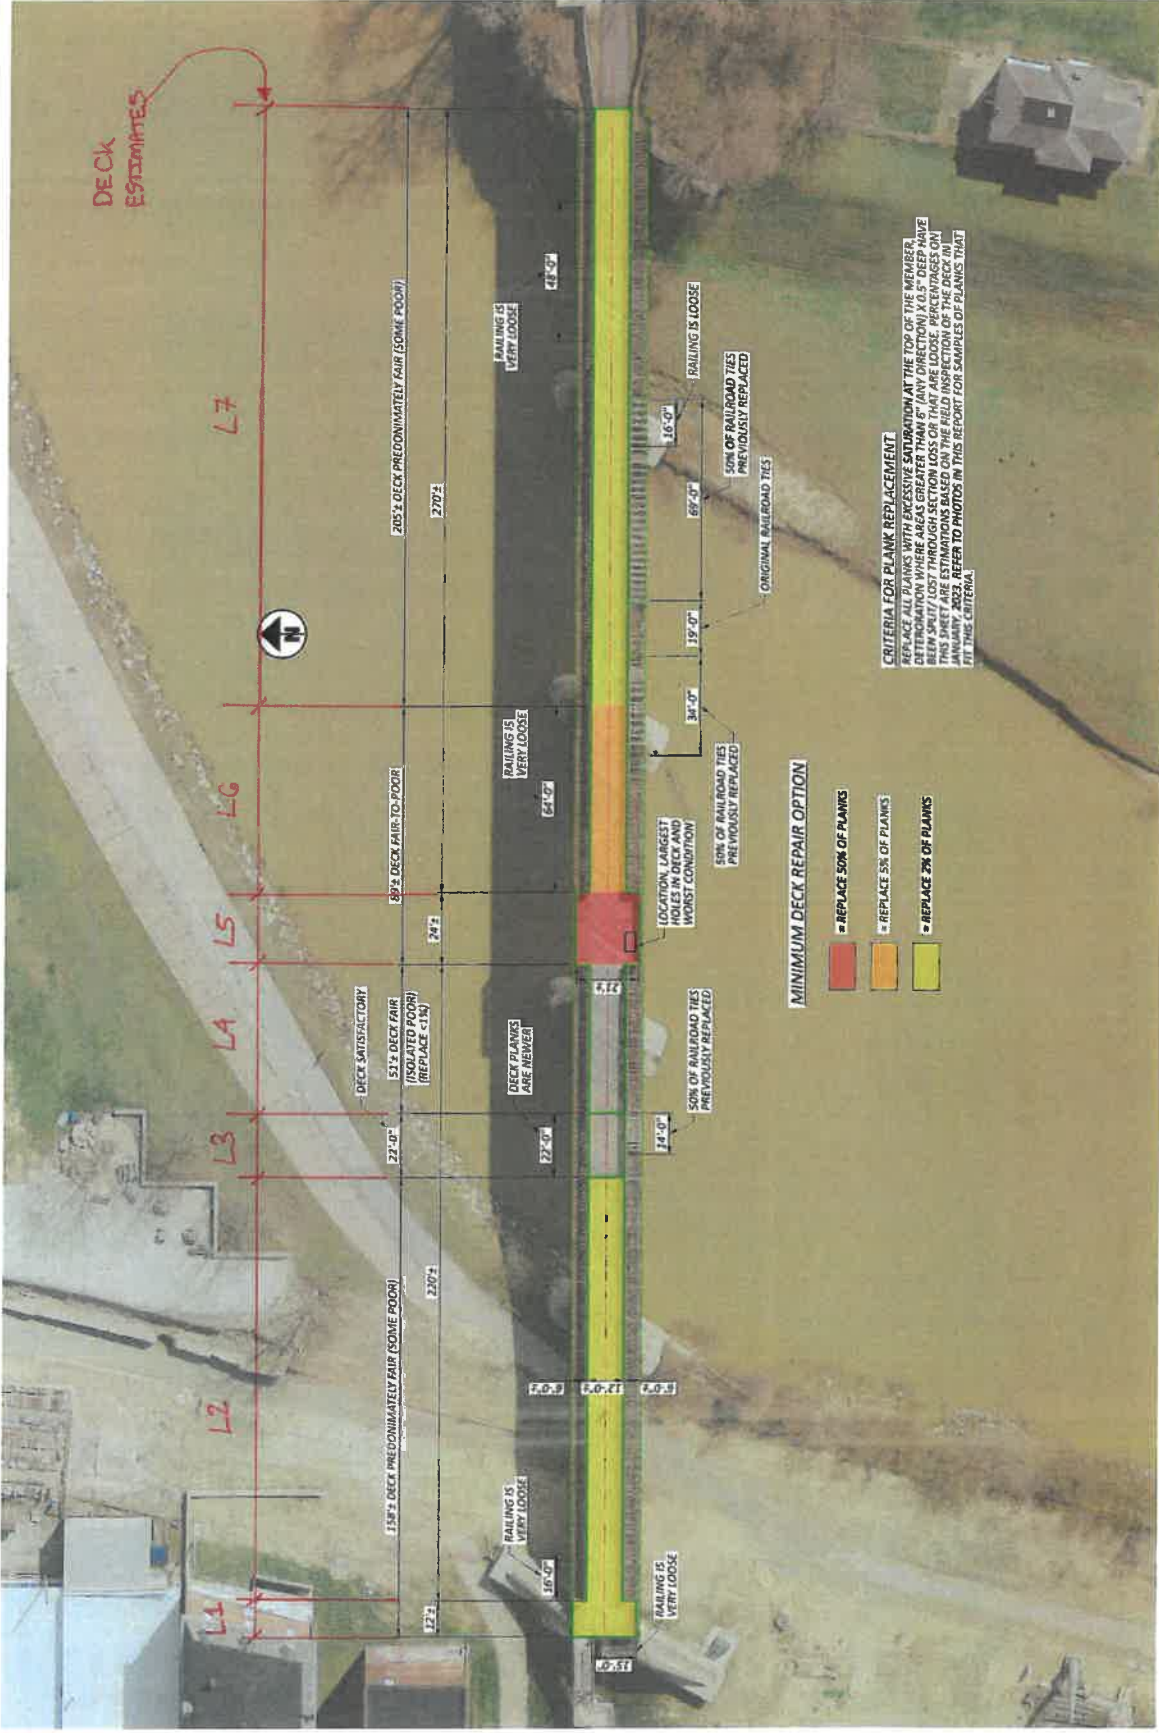 DECK
ESTIMATES
L1
L2
L3
L4
L5
L6
L7
158'± DECK PREDONIMATELY FAIR (SOME POOR)
22'-0"
DECK SATISFACTORY
51'± DECK FAIR
(ISOLATED POOR)
(REPLACE <1%)
89'± DECK FAIR-TO-POOR
205'± DECK PREDONIMATELY FAIR (SOME POOR)
12'±
220'±
24'±
270'±
RAILING IS
VERY LOOSE
16'-0"
DECK PLANKS
ARE NEWER
22'-0"
RAILING IS
VERY LOOSE
64'-0"
RAILING IS
VERY LOOSE
48'-0"
N
6'-0"±
12'-0"±
6'-0"±
15'-0"
21'±
RAILING IS
VERY LOOSE
14'-0"
50% OF RAILROAD TIES
PREVIOUSLY REPLACED
LOCATION, LARGEST
HOLES IN DECK AND
WORST CONDITION
34'-0"
19'-0"
69'-0"
16'-0"
RAILING IS LOOSE
50% OF RAILROAD TIES
PREVIOUSLY REPLACED
ORIGINAL RAILROAD TIES
50% OF RAILROAD TIES
PREVIOUSLY REPLACED
MINIMUM DECK REPAIR OPTION
= REPLACE 50% OF PLANKS
= REPLACE 5% OF PLANKS
= REPLACE 2% OF PLANKS
CRITERIA FOR PLANK REPLACEMENT
REPLACE ALL PLANKS WITH EXCESSIVE SATURATION AT THE TOP OF THE MEMBER,
DETERORATION WHERE AREAS GREATER THAN 6" (ANY DIRECTION) X 0.5" DEEP HAVE
BEEN SPLIT/ LOST THROUGH SECTION LOSS OR THAT ARE LOOSE. PERCENTAGES ON
THIS SHEET ARE ESTIMATIONS BASED ON THE FIELD INSPECTION OF THE DECK IN
JANUARY, 2023. REFER TO PHOTOS IN THIS REPORT FOR SAMPLES OF PLANKS THAT
FIT THIS CRITERIA.